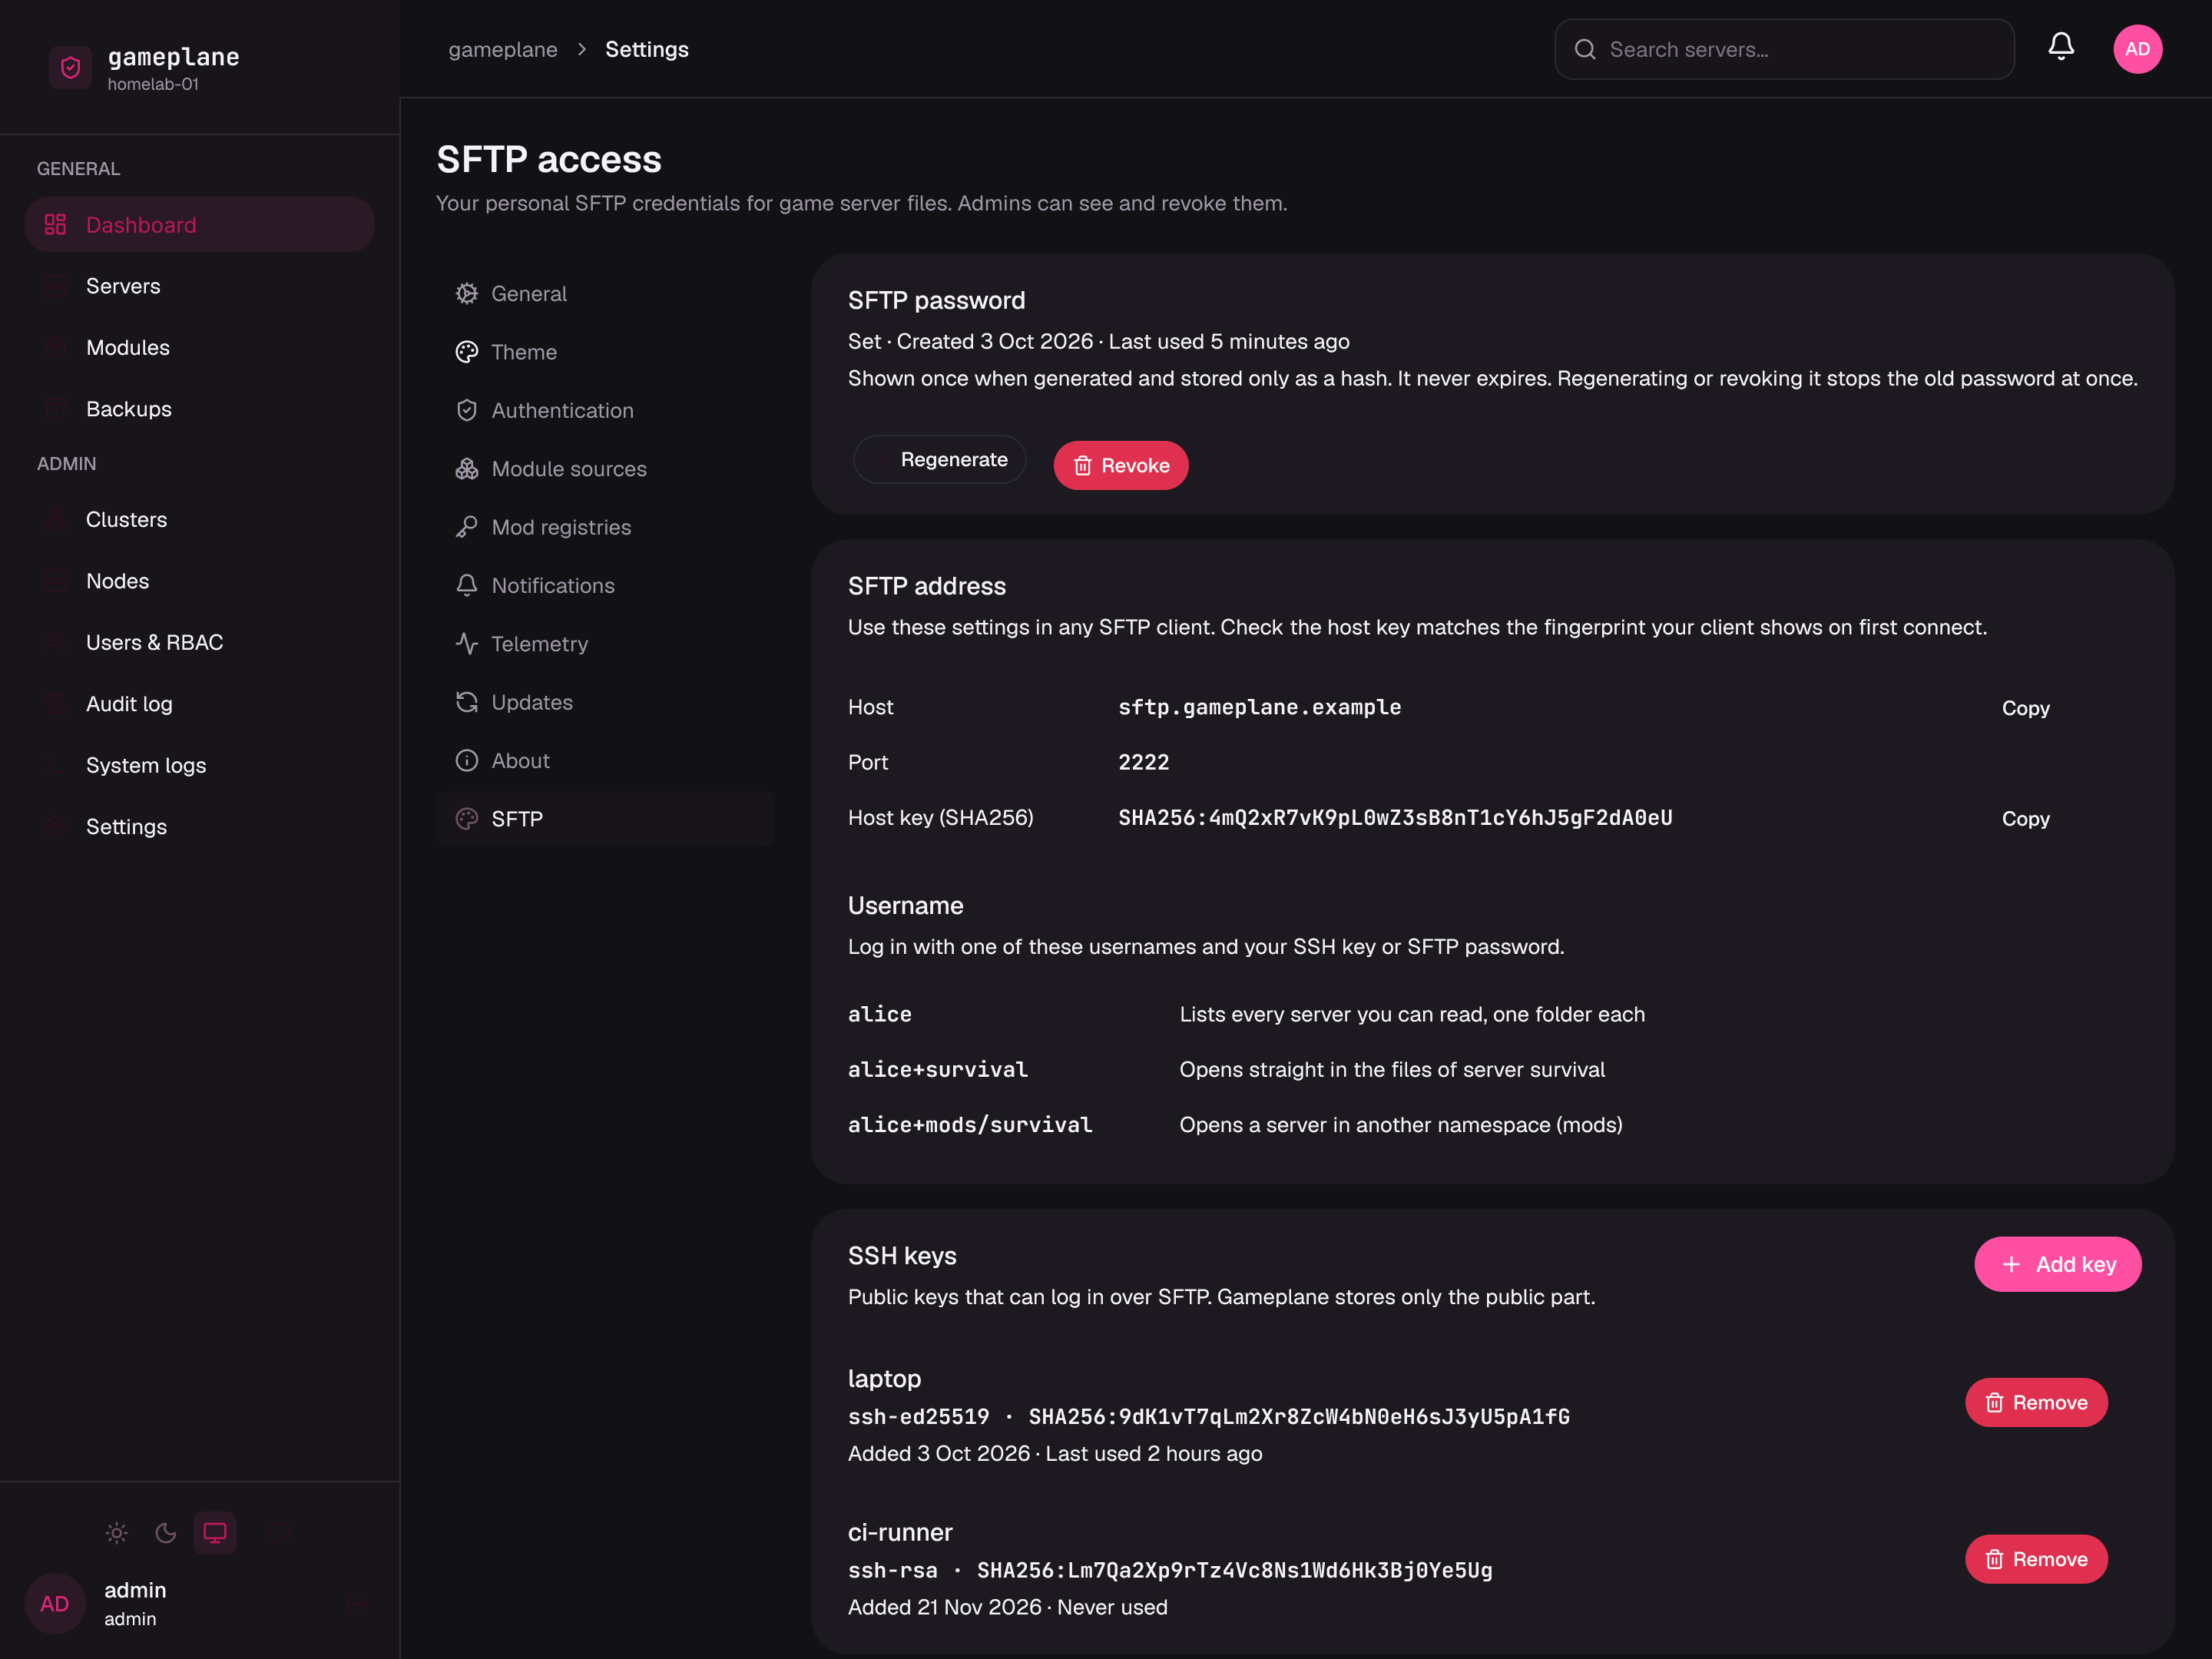 gameplane
homelab-01
GENERAL
Dashboard
Servers
Modules
Backups
ADMIN
Clusters
Nodes
Users & RBAC
Audit log
System logs
Settings
AD
admin
admin
gameplane
Settings
Search servers...
AD
SFTP access
Your personal SFTP credentials for game server files. Admins can see and revoke them.
General
Theme
Authentication
Module sources
Mod registries
Notifications
Telemetry
Updates
About
SFTP
SFTP password
Set · Created 3 Oct 2026 · Last used 5 minutes ago
Shown once when generated and stored only as a hash. It never expires. Regenerating or revoking it stops the old password at once.
Regenerate
Revoke
SFTP address
Use these settings in any SFTP client. Check the host key matches the fingerprint your client shows on first connect.
Host sftp.gameplane.example Copy
Port 2222
Host key (SHA256) SHA256:4mQ2xR7vK9pL0wZ3sB8nT1cY6hJ5gF2dA0eU Copy
Username
Log in with one of these usernames and your SSH key or SFTP password.
alice Lists every server you can read, one folder each
alice+survival Opens straight in the files of server survival
alice+mods/survival Opens a server in another namespace (mods)
SSH keys
Add key
Public keys that can log in over SFTP. Gameplane stores only the public part.
laptop
ssh-ed25519 · SHA256:9dK1vT7qLm2Xr8ZcW4bN0eH6sJ3yU5pA1fG
Added 3 Oct 2026 · Last used 2 hours ago
Remove
ci-runner
ssh-rsa · SHA256:Lm7Qa2Xp9rTz4Vc8Ns1Wd6Hk3Bj0Ye5Ug
Added 21 Nov 2026 · Never used
Remove